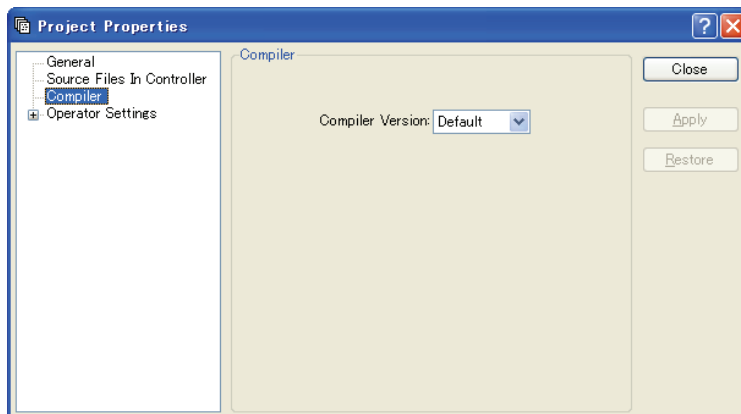 Project Properties
General
Source Files In Controller
Compiler
Operator Settings
Compiler
Compiler Version: Default
Close
Apply
Restore